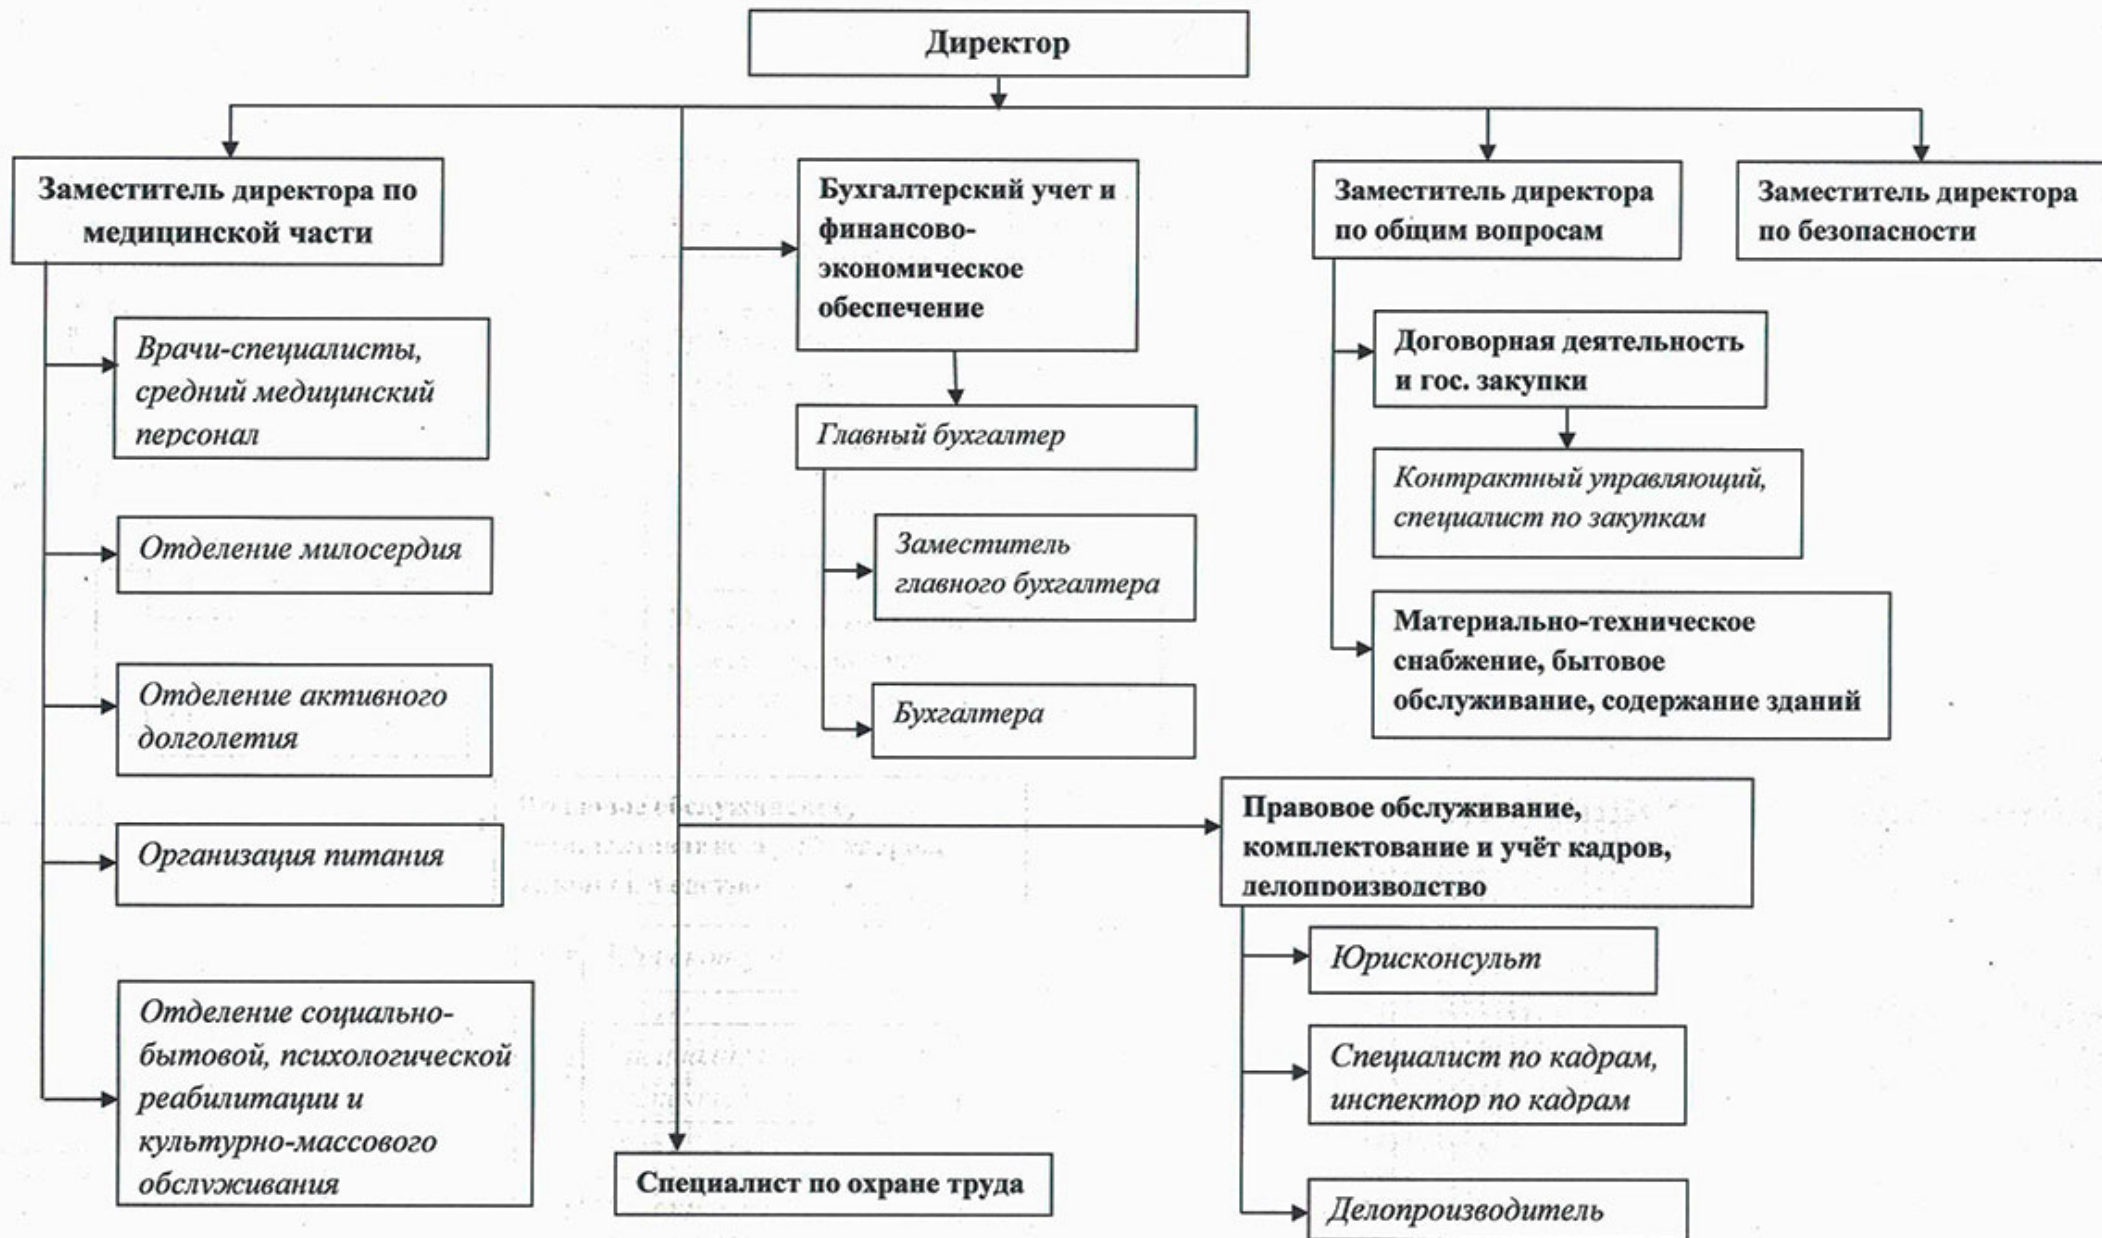 Директор
Заместитель директора по
медицинской части
Врачи-специалисты,
средний медицинский
персонал
Отделение милосердия
Отделение активного
долголетия
Организация питания
Отделение социально-
бытовой, психологической
реабилитации и
культурно-массового
обслуживания
Бухгалтерский учет и
финансово-
экономическое
обеспечение
Главный бухгалтер
Заместитель
главного бухгалтера
Бухгалтера
Специалист по охране труда
Заместитель директора
по общим вопросам
Договорная деятельность
и гос. закупки
Контрактный управляющий,
специалист по закупкам
Материально-техническое
снабжение, бытовое
обслуживание, содержание зданий
Правовое обслуживание,
комплектование и учёт кадров,
делопроизводство
Юрисконсульт
Специалист по кадрам,
инспектор по кадрам
Делопроизводитель
Заместитель директора
по безопасности